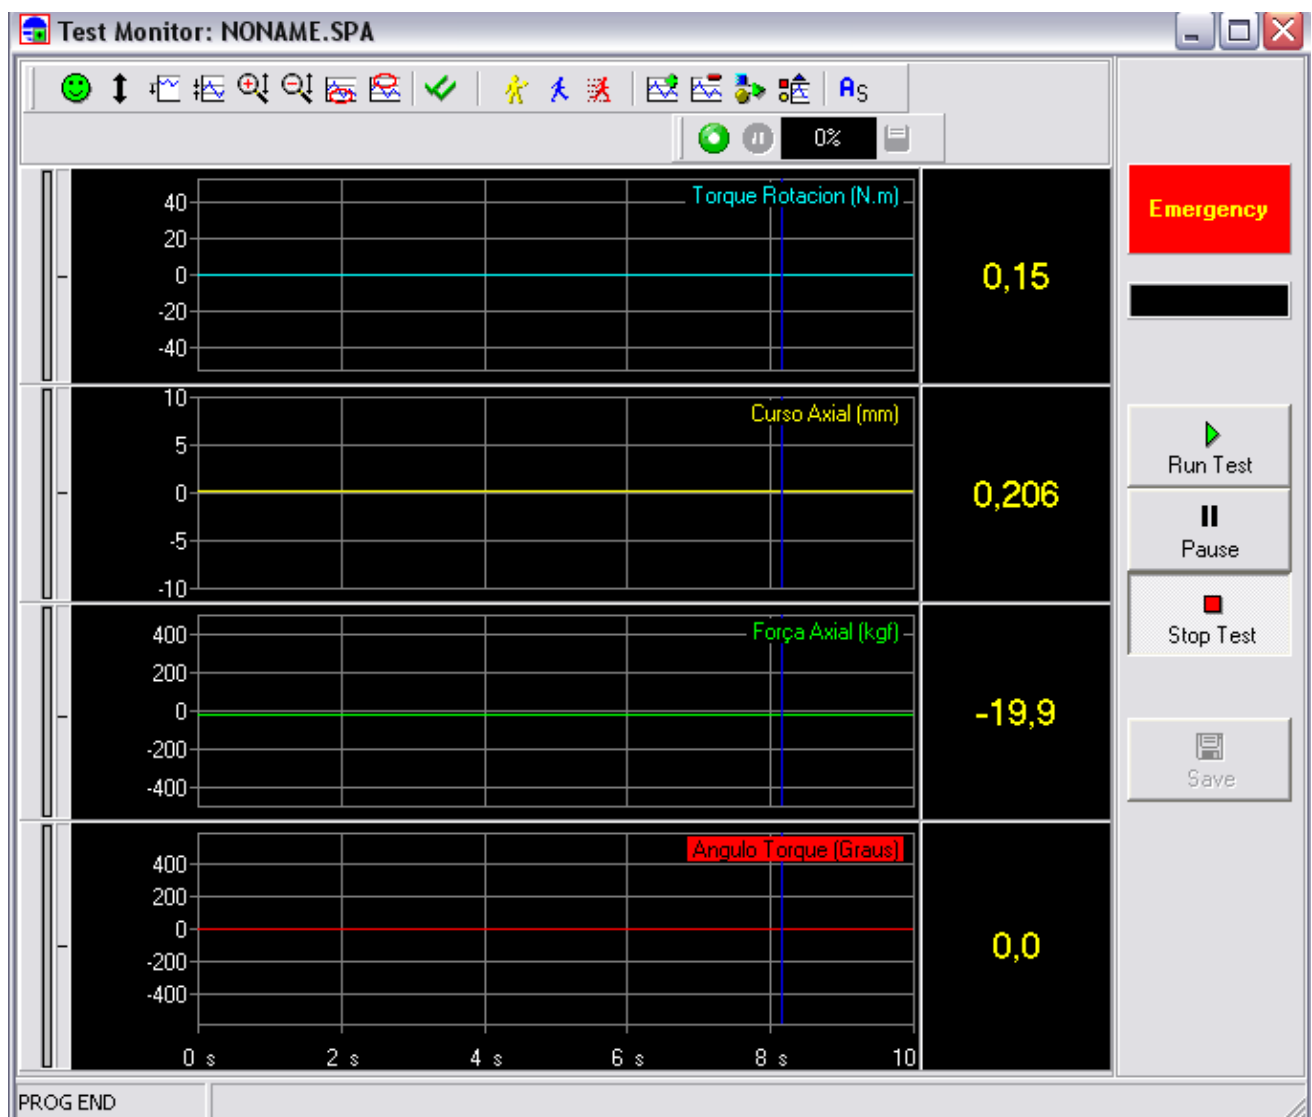 Test Monitor: NONAME.SPA
As
0%
Emergency
Torque Rotacion (N.m)
40
20
0
-20
-40
0,15
Curso Axial (mm)
10
5
0
-5
-10
0,206
Run Test
Pause
Stop Test
Força Axial (kgf)
400
200
0
-200
-400
-19,9
Save
Angulo Torque (Graus)
400
200
0
-200
-400
0,0
0 s 2 s 4 s 6 s 8 s 10
PROG END